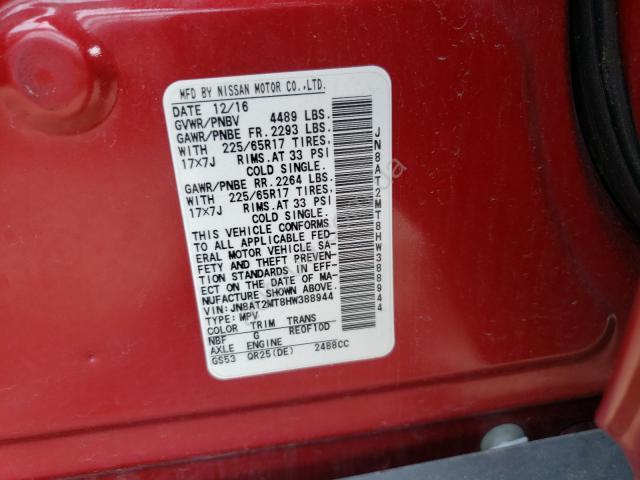 MFD BY NISSAN MOTOR CO.,LTD.
DATE 12/16
GVWR/PNBV 4489 LBS.
GAWR/PNBE FR. 2293 LBS.
WITH 225/65R17 TIRES,
17X7J RIMS.AT 33 PSI
COLD SINGLE.
GAWR/PNBE RR. 2264 LBS.
WITH 225/65R17 TIRES,
17X7J RIMS.AT 33 PSI
COLD SINGLE.
THIS VEHICLE CONFORMS
TO ALL APPLICABLE FED-
ERAL MOTOR VEHICLE SA-
FETY AND THEFT PREVEN-
TION STANDARDS IN EFF-
ECT ON THE DATE OF MA-
NUFACTURE SHOWN ABOVE.
VIN: JN8AT2MT8HW388944
TYPE: MPV
COLOR TRIM TRANS
NBF G RE0F10D
AXLE ENGINE
GS53 QR25(DE) 2488CC
JN8AT2MT8HW388944